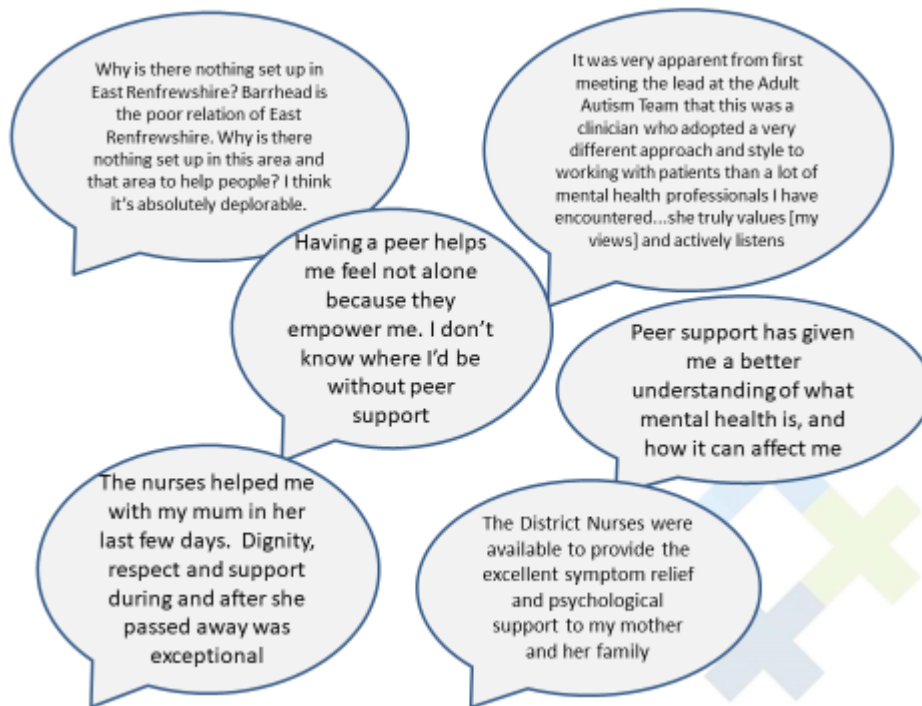 Why is there nothing set up in
East Renfrewshire? Barrhead is
the poor relation of East
Renfrewshire. Why is there
nothing set up in this area and
that area to help people? I think
it's absolutely deplorable.
It was very apparent from first
meeting the lead at the Adult
Autism Team that this was a
clinician who adopted a very
different approach and style to
working with patients than a lot of
mental health professionals I have
encountered...she truly values [my
views] and actively listens
Having a peer helps
me feel not alone
because they
empower me. I don't
know where I'd be
without peer
support
Peer support has given
me a better
understanding of what
mental health is, and
how it can affect me
The nurses helped me
with my mum in her
last few days.  Dignity,
respect and support
during and after she
passed away was
exceptional
The District Nurses were
available to provide the
excellent symptom relief
and psychological
support to my mother
and her family